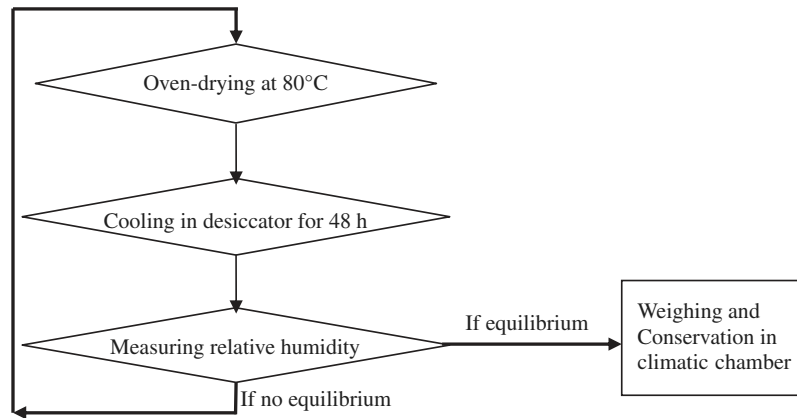 Oven-drying at 80°C
Cooling in desiccator for 48 h
Measuring relative humidity
If equilibrium
Weighing and
Conservation in
climatic chamber
If no equilibrium